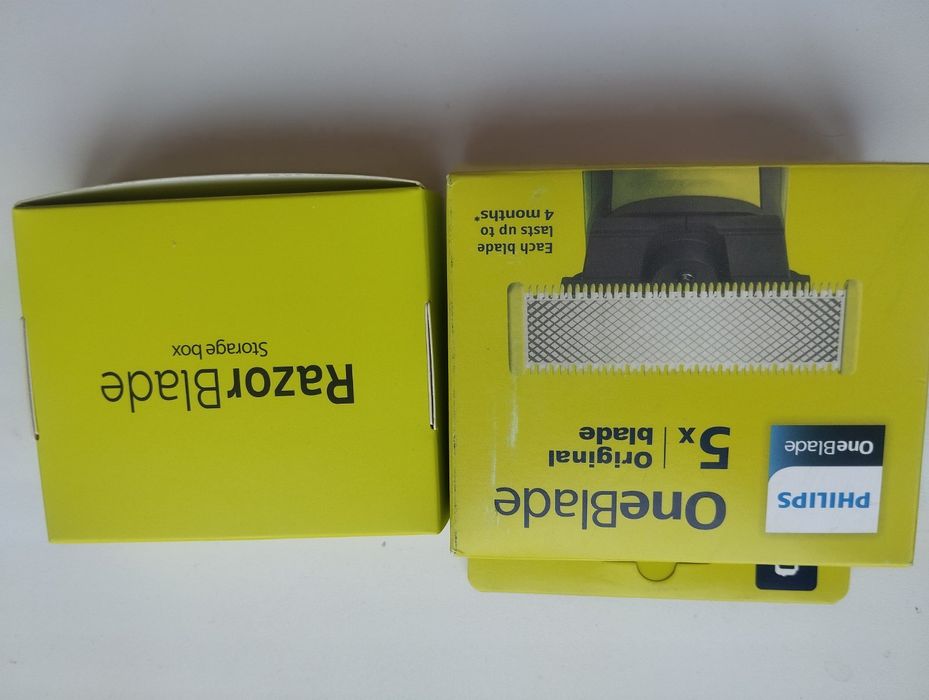 RazorBlade
Storage box
PHILIPS
OneBlade
OneBlade
5x
Original
blade
Each blade
lasts up to
4 months*